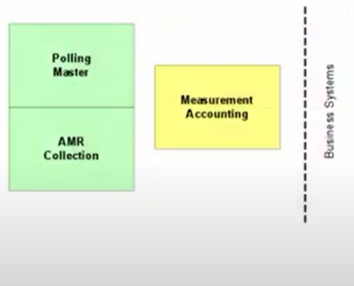 Polling
Master
AMR
Collection
Measurement
Accounting
Business Systems